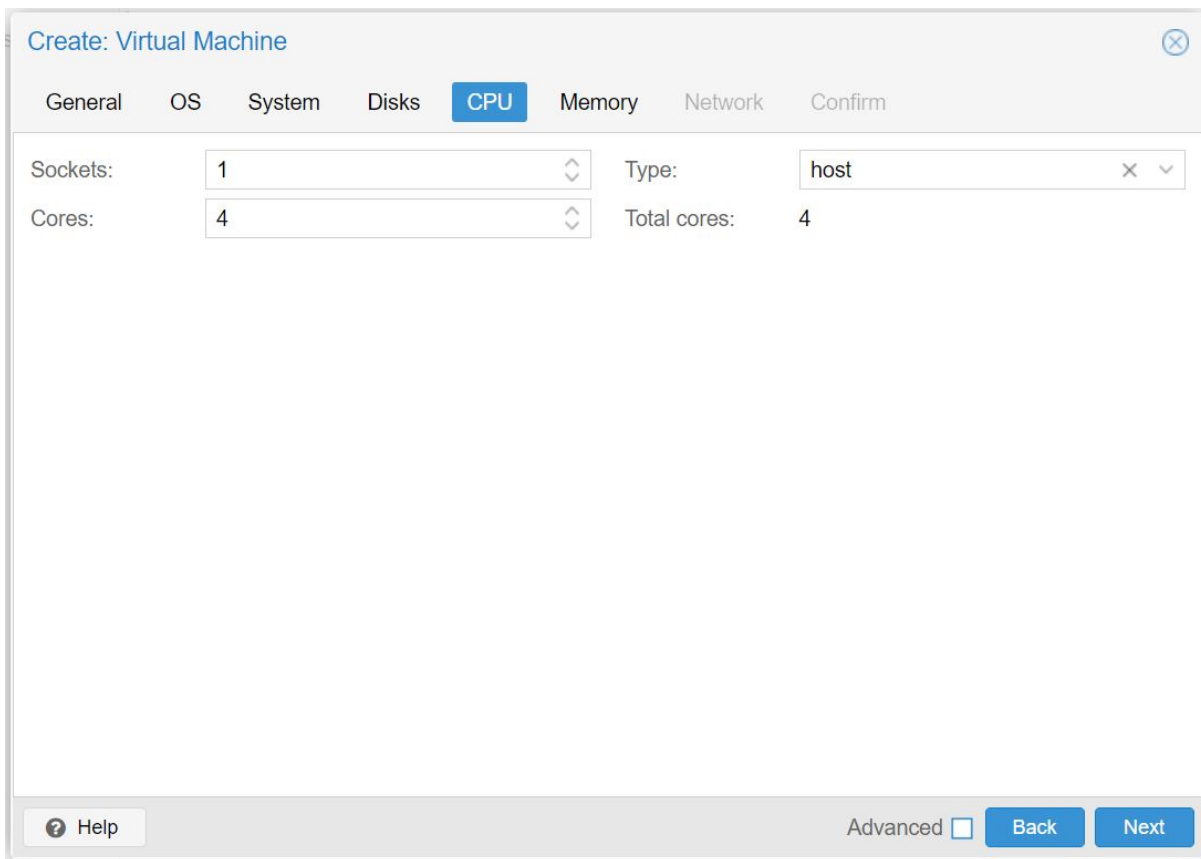 Create: Virtual Machine
General OS System Disks CPU Memory Network Confirm
Sockets: 1 Type: host
Cores: 4 Total cores: 4
Help Advanced Back Next